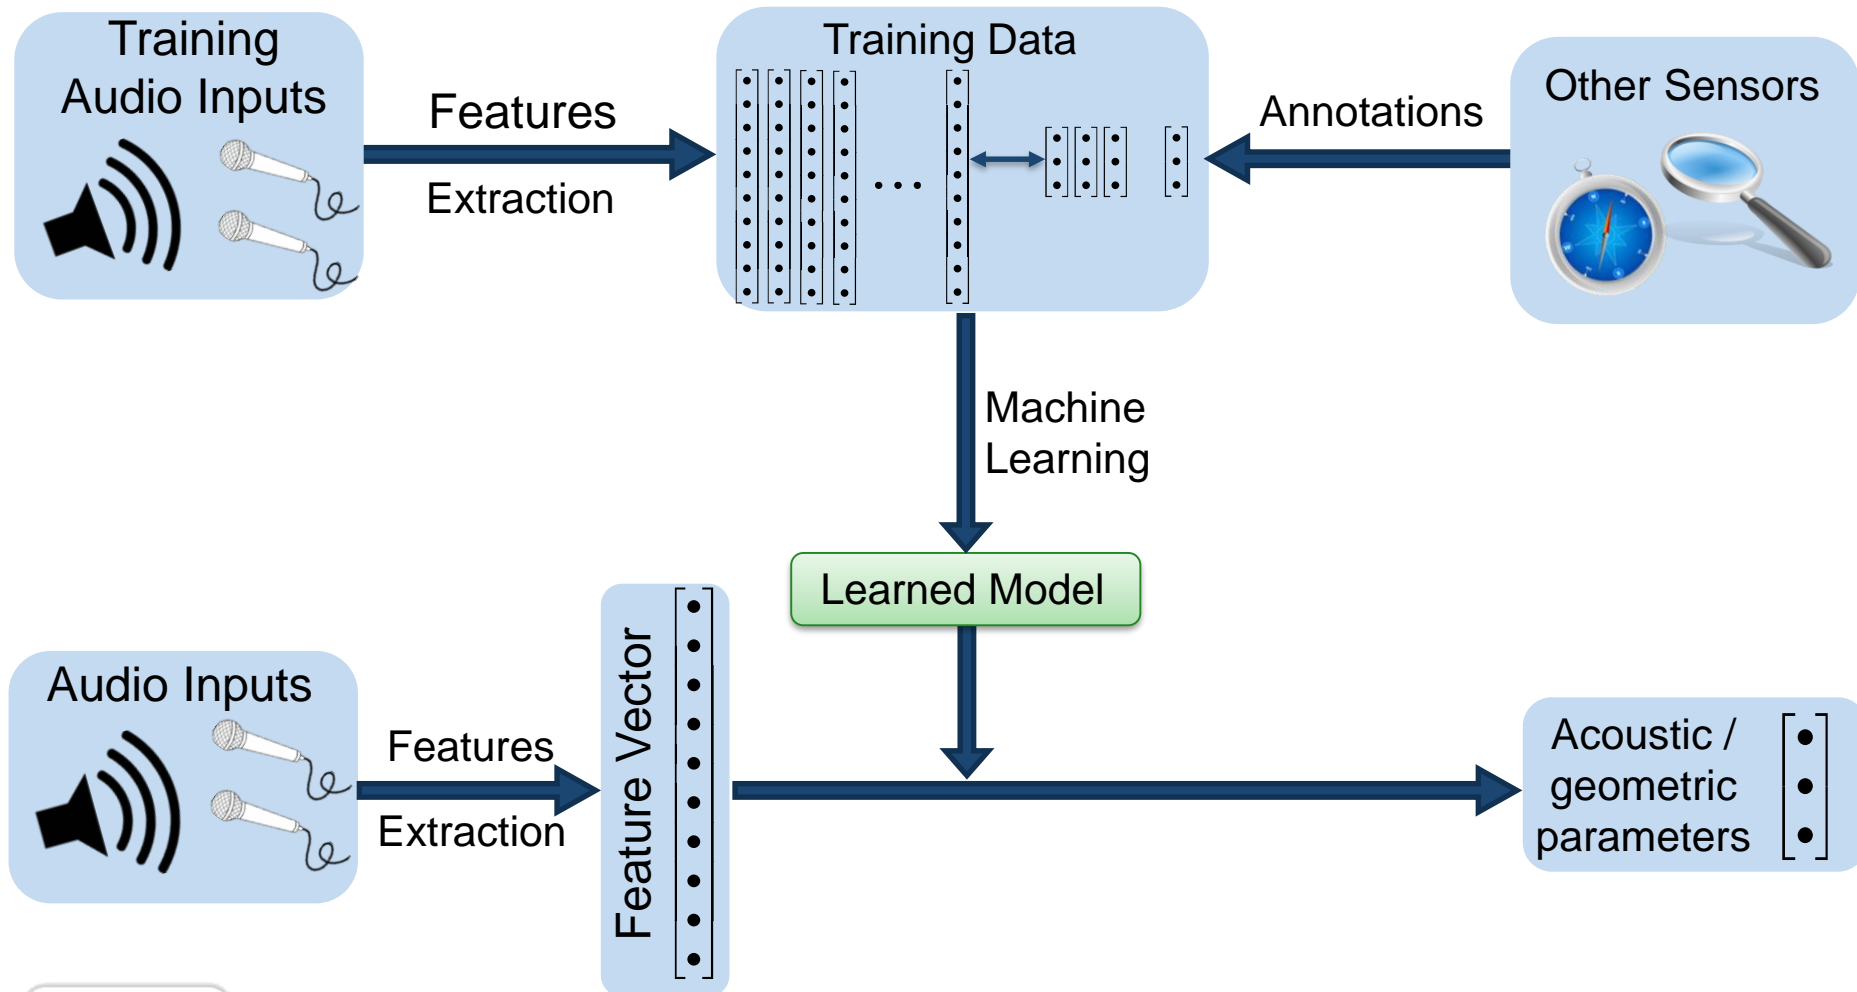 Training
Audio Inputs
Features
Extraction
Training Data
...
Annotations
Other Sensors
Machine
Learning
Learned Model
Audio Inputs
Features
Extraction
Feature Vector
Acoustic /
geometric
parameters